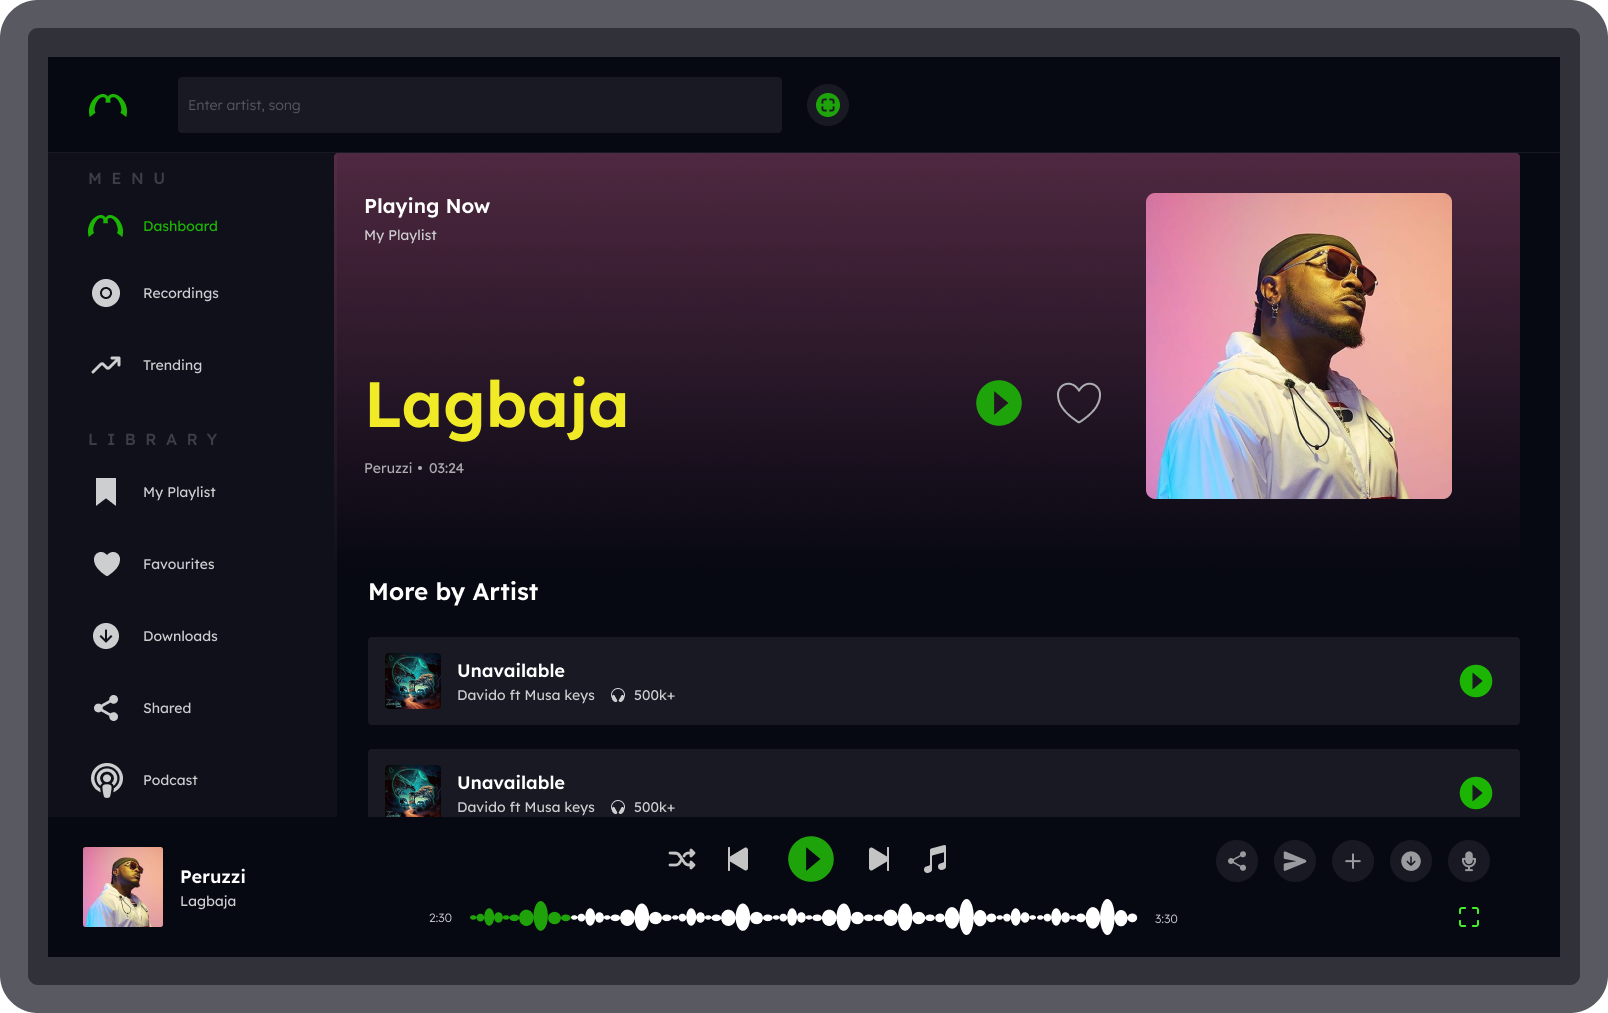 Enter artist, song
MENU
Dashboard
Recordings
Trending
LIBRARY
My Playlist
Favourites
Downloads
Shared
Podcast
Playing Now
My Playlist
Lagbaja
Peruzzi • 03:24
More by Artist
Unavailable
Davido ft Musa keys 500k+
Unavailable
Davido ft Musa keys 500k+
Peruzzi
Lagbaja
2:30
3:30